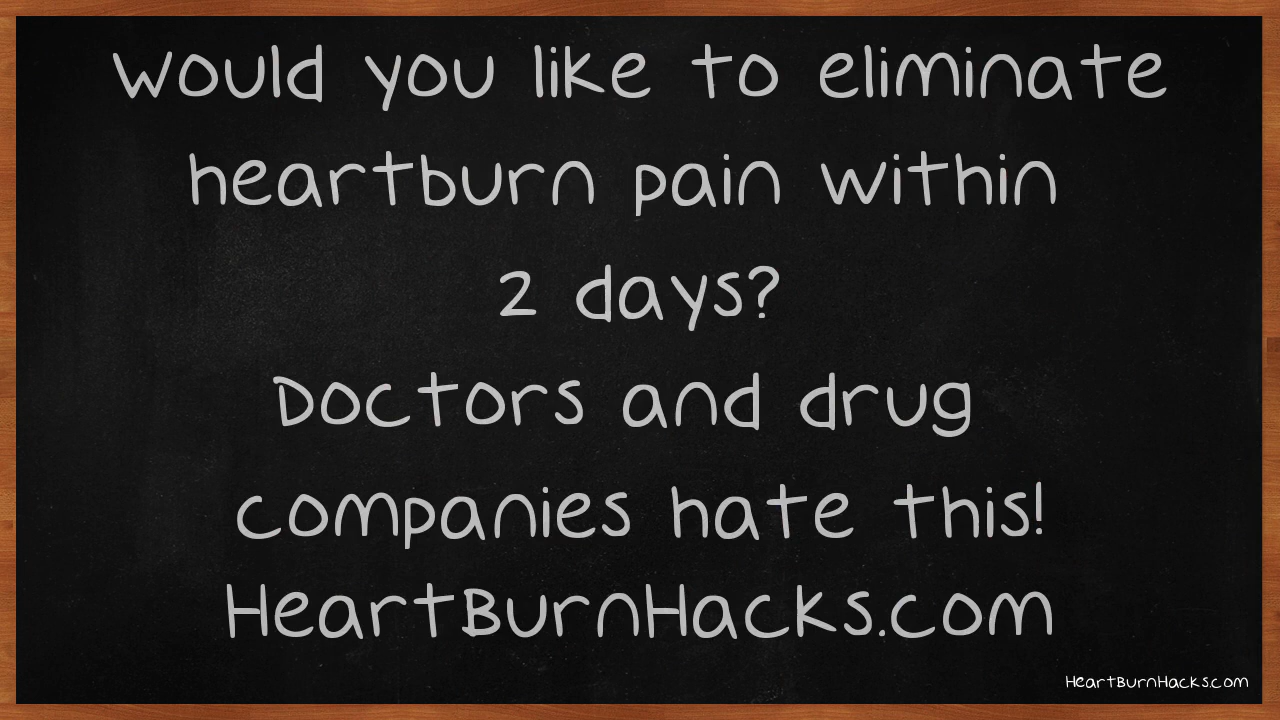 Would you like to eliminate
heartburn pain within
2 days?
Doctors and drug
companies hate this!
HeartBurnHacks.com
HeartBurnHacks.com